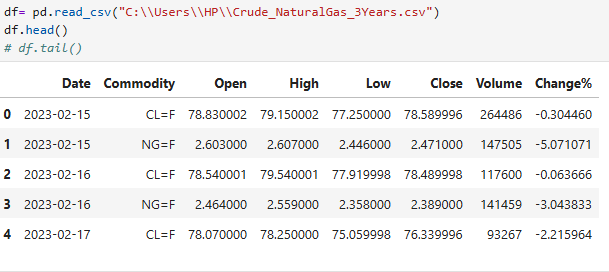 df= pd.read_csv("C:\\Users\\HP\\Crude_NaturalGas_3Years.csv")
df.head()
# df.tail()
Date Commodity Open High Low Close Volume Change%
0 2023-02-15 CL=F 78.830002 79.150002 77.250000 78.589996 264486 -0.304460
1 2023-02-15 NG=F 2.603000 2.607000 2.446000 2.471000 147505 -5.071071
2 2023-02-16 CL=F 78.540001 79.540001 77.919998 78.489998 117600 -0.063666
3 2023-02-16 NG=F 2.464000 2.559000 2.358000 2.389000 141459 -3.043833
4 2023-02-17 CL=F 78.070000 78.250000 75.059998 76.339996 93267 -2.215964